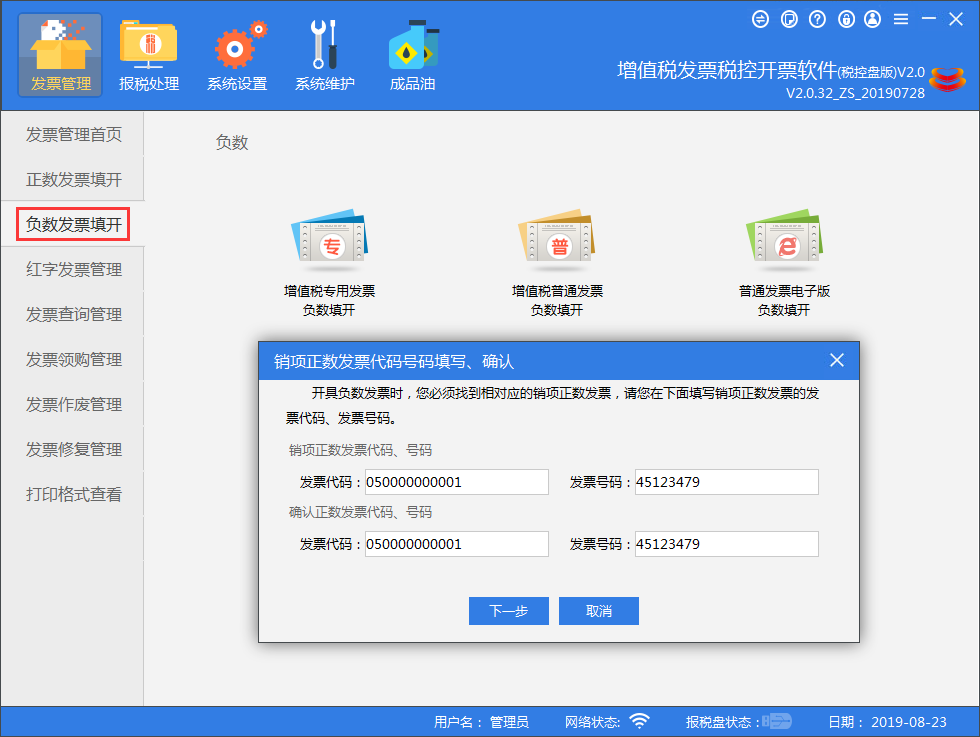 增值税发票税控开票软件(税控盘版)V2.0
V2.0.32_ZS_20190728
发票管理
报税处理
系统设置
系统维护
成品油
发票管理首页
正数发票填开
负数发票填开
红字发票管理
发票查询管理
发票领购管理
发票作废管理
发票修复管理
打印格式查看
负数
专
增值税专用发票
负数填开
普
增值税普通发票
负数填开
普通发票电子版
负数填开
销项正数发票代码号码填写、确认
开具负数发票时，您必须找到相对应的销项正数发票，请您在下面填写销项正数发票的发
票代码、发票号码。
销项正数发票代码、号码
发票代码：050000000001 发票号码：45123479
确认正数发票代码、号码
发票代码：050000000001 发票号码：45123479
下一步 取消
用户名： 管理员 网络状态: 报税盘状态： 日期： 2019-08-23